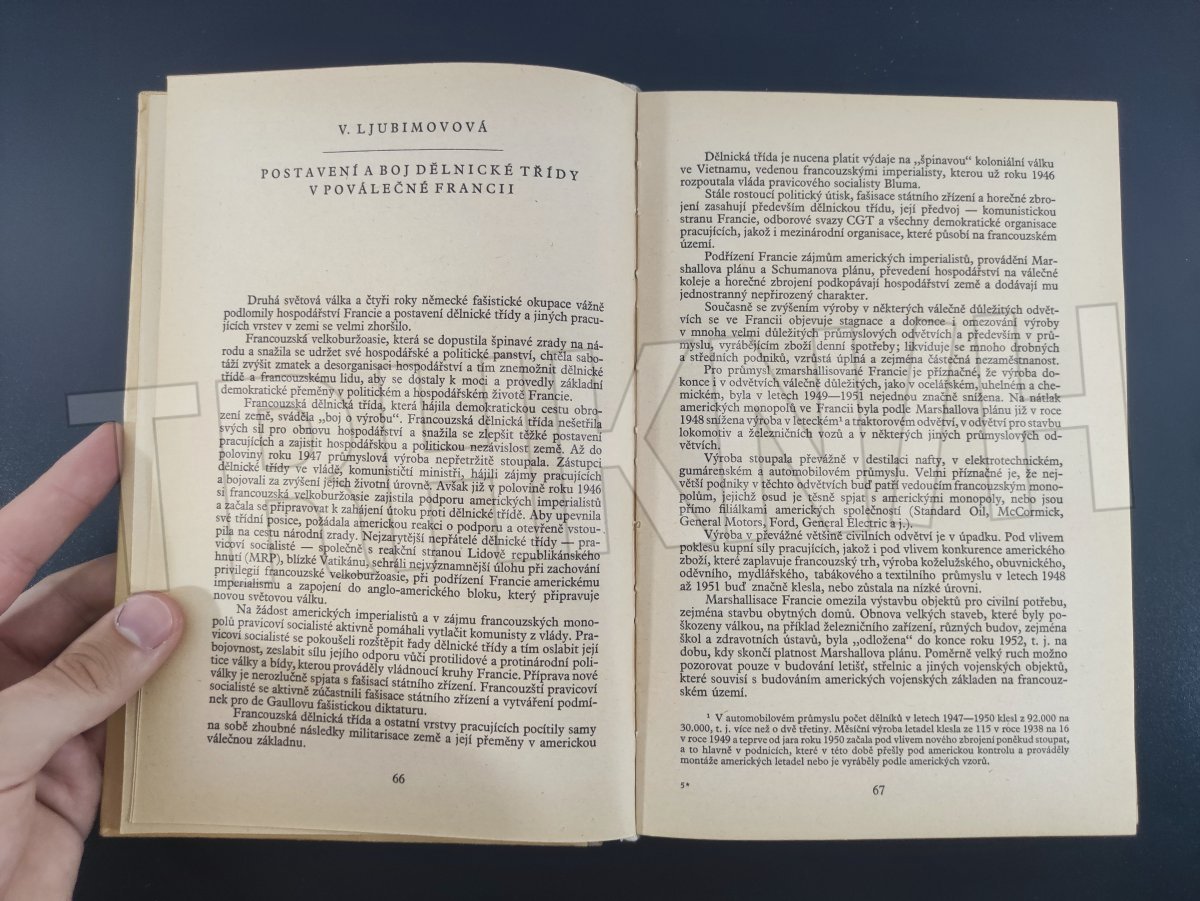 V. LJUBIMOVOVÁ
POSTAVENÍ A BOJ DĚLNICKÉ TŘÍDY
V POVÁLEČNÉ FRANCII
Druhá světová válka a čtyři roky německé fašistické okupace vážně
podlomily hospodářství Francie a postavení dělnické třídy a jiných pracu-
jících vrstev v zemi se velmi zhoršilo.
Francouzská velkoburžoasie, která se dopustila špinavé zrady na ná-
rodu a snažila se udržet své hospodářské a politické panství, chtěla sabo-
táží zvýšit zmatek a desorganisaci hospodářství a tím znemožnit dělnické
třídě a francouzskému lidu, aby se dostaly k moci a provedly základní
demokratické přeměny v politickém a hospodářském životě Francie.
Francouzská dělnická třída, která hájila demokratickou cestu obro-
zení země, sváděla „boj o výrobu“. Francouzská dělnická třída nešetřila
svých sil pro obnovu hospodářství a snažila se zlepšit těžké postavení
pracujících a zajistit hospodářskou a politickou nezávislost země. Až do
poloviny roku 1947 průmyslová výroba nepřetržitě stoupala. Zástupci
dělnické třídy ve vládě, komunističtí ministři, hájili zájmy pracujících
a bojovali za zvýšení jejich životní úrovně. Avšak již v polovině roku 1946
si francouzská velkoburžoasie zajistila podporu amerických imperialistů
a začala se připravovat k zahájení útoku proti dělnické třídě. Aby upevnila
své třídní posice, požádala americkou reakci o podporu a otevřeně vstou-
pila na cestu národní zrady. Nejzarytější nepřátelé dělnické třídy — pra-
vicoví socialisté — společně s reakční stranou Lidově republikánského
hnutí (MRP), blízké Vatikánu, sehráli nejvýznamnější úlohu při zachování
privilegií francouzské velkoburžoasie, při podřízení Francie americkému
imperialismu a zapojení do anglo-amerického bloku, který připravuje
novou světovou válku.
Na žádost amerických imperialistů a v zájmu francouzských mono-
polů pravicoví socialisté aktivně pomáhali vytlačit komunisty z vlády. Pra-
vicoví socialisté se pokoušeli rozštěpit řady dělnické třídy a tím oslabit její
bojovnost, zeslabit sílu jejího odporu vůči protilidové a protinárodní poli-
tice války a bídy, kterou prováděly vládnoucí kruhy Francie. Příprava nové
války je nerozlučně spjata s fašisací státního zřízení. Francouzští pravicoví
socialisté se aktivně zúčastnili fašisace státního zřízení a vytváření podmí-
nek pro de Gaullovu fašistickou diktaturu.
Francouzská dělnická třída a ostatní vrstvy pracujících pocítily samy
na sobě zhoubné následky militarisace země a její přeměny v americkou
válečnou základnu.
66
Dělnická třída je nucena platit výdaje na „špinavou“ koloniální válku
ve Vietnamu, vedenou francouzskými imperialisty, kterou už roku 1946
rozpoutala vláda pravicového socialisty Bluma.
Stále rostoucí politický útisk, fašisace státního zřízení a horečné zbro-
jení zasahují především dělnickou třídu, její předvoj — komunistickou
stranu Francie, odborové svazy CGT a všechny demokratické organisace
pracujících, jakož i mezinárodní organisace, které působí na francouzském
území.
Podřízení Francie zájmům amerických imperialistů, provádění Mar-
shallova plánu a Schumanova plánu, převedení hospodářství na válečné
koleje a horečné zbrojení podkopávají hospodářství země a dodávají mu
jednostranný nepřirozený charakter.
Současně se zvýšením výroby v některých válečně důležitých odvět-
vích se ve Francii objevuje stagnace a dokonce i omezování výroby
v mnoha velmi důležitých průmyslových odvětvích a především v prů-
myslu, vyrábějícím zboží denní spotřeby; likviduje se mnoho drobných
a středních podniků, vzrůstá úplná a zejména částečná nezaměstnanost.
Pro průmysl zmarshallisované Francie je příznačné, že výroba do-
konce i v odvětvích válečně důležitých, jako v ocelářském, uhelném a che-
mickém, byla v letech 1949—1951 nejednou značně snížena. Na nátlak
amerických monopolů ve Francii byla podle Marshallova plánu již v roce
1948 snížena výroba v leteckém¹ a traktorovém odvětví, v odvětví pro stavbu
lokomotiv a železničních vozů a v některých jiných průmyslových od-
větvích.
Výroba stoupala převážně v destilaci nafty, v elektrotechnickém,
gumárenském a automobilovém průmyslu. Velmi příznačné je, že nej-
větší podniky v těchto odvětvích buď patří vedoucím francouzským mono-
polům, jejichž osud je těsně spjat s americkými monopoly, nebo jsou
přímo filiálkami amerických společností (Standard Oil, McCormick,
General Motors, Ford, General Electric a j.).
Výroba v převážné většině civilních odvětví je v úpadku. Pod vlivem
poklesu kupní síly pracujících, jakož i pod vlivem konkurence amerického
zboží, které zaplavuje francouzský trh, výroba koželužského, obuvnického,
oděvního, mydlářského, tabákového a textilního průmyslu v letech 1948
až 1951 buď značně klesla, nebo zůstala na nízké úrovni.
Marshallisace Francie omezila výstavbu objektů pro civilní potřebu,
zejména stavbu obytných domů. Obnova velkých staveb, které byly po-
škozeny válkou, na příklad železničního zařízení, různých budov, zejména
škol a zdravotních ústavů, byla „odložena“ do konce roku 1952, t. j. na
dobu, kdy skončí platnost Marshallova plánu. Poměrně velký ruch možno
pozorovat pouze v budování letišť, střelnic a jiných vojenských objektů,
které souvisí s budováním amerických vojenských základen na francouz-
ském území.
¹ V automobilovém průmyslu počet dělníků v letech 1947—1950 klesl z 92.000 na
30.000, t. j. více než o dvě třetiny. Měsíční výroba letadel klesla ze 115 v roce 1938 na 16
v roce 1949 a teprve od jara roku 1950 začala pod vlivem nového zbrojení poněkud stoupat,
a to hlavně v podnicích, které v této době přešly pod americkou kontrolu a prováděly
montáže amerických letadel nebo je vyráběly podle amerických vzorů.
5*
67